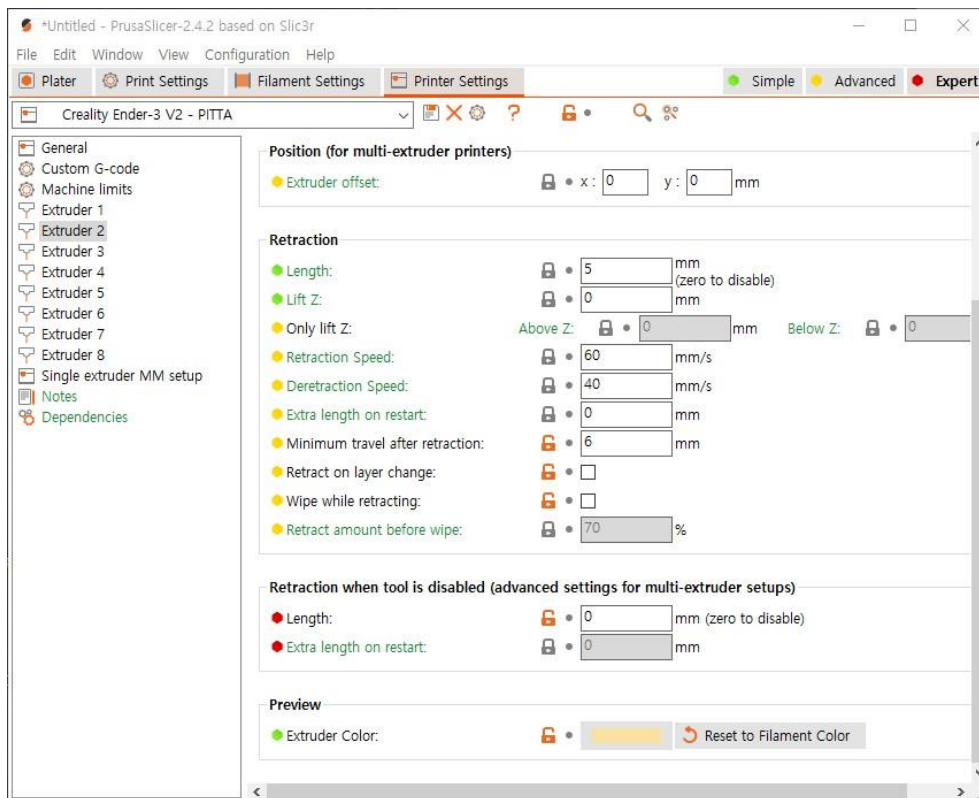 *Untitled - PrusaSlicer-2.4.2 based on Slic3r
File Edit Window View Configuration Help
Plater Print Settings Filament Settings Printer Settings Simple Advanced Expert
Creality Ender-3 V2 - PITTA ?
General
Custom G-code
Machine limits
Extruder 1
Extruder 2
Extruder 3
Extruder 4
Extruder 5
Extruder 6
Extruder 7
Extruder 8
Single extruder MM setup
Notes
Dependencies
Position (for multi-extruder printers)
Extruder offset: x : 0 y : 0 mm
Retraction
Length: 5 mm (zero to disable)
Lift Z: 0 mm
Only lift Z: Above Z: 0 mm Below Z: 0
Retraction Speed: 60 mm/s
Deretraction Speed: 40 mm/s
Extra length on restart: 0 mm
Minimum travel after retraction: 6 mm
Retract on layer change:
Wipe while retracting:
Retract amount before wipe: 70 %
Retraction when tool is disabled (advanced settings for multi-extruder setups)
Length: 0 mm (zero to disable)
Extra length on restart: 0 mm
Preview
Extruder Color: Reset to Filament Color